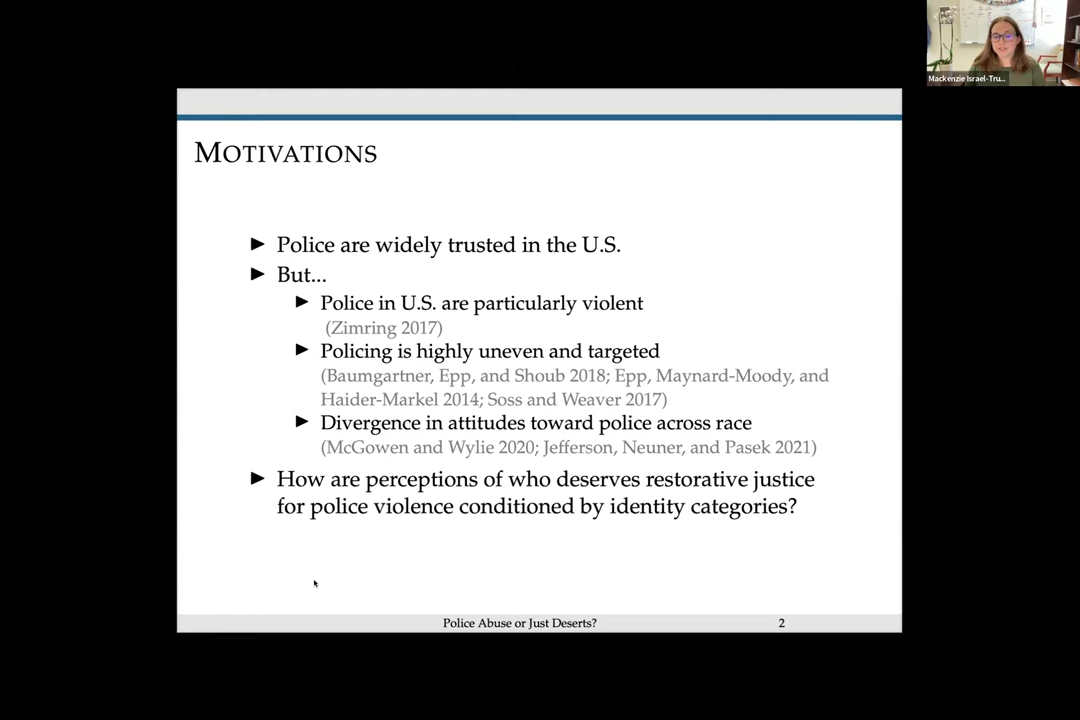 Mackenzie Israel-Tru...
MOTIVATIONS
► Police are widely trusted in the U.S.
► But...
► Police in U.S. are particularly violent
(Zimring 2017)
► Policing is highly uneven and targeted
(Baumgartner, Epp, and Shoub 2018; Epp, Maynard-Moody, and
Haider-Markel 2014; Soss and Weaver 2017)
► Divergence in attitudes toward police across race
(McGowen and Wylie 2020; Jefferson, Neuner, and Pasek 2021)
► How are perceptions of who deserves restorative justice
for police violence conditioned by identity categories?
Police Abuse or Just Deserts?
2